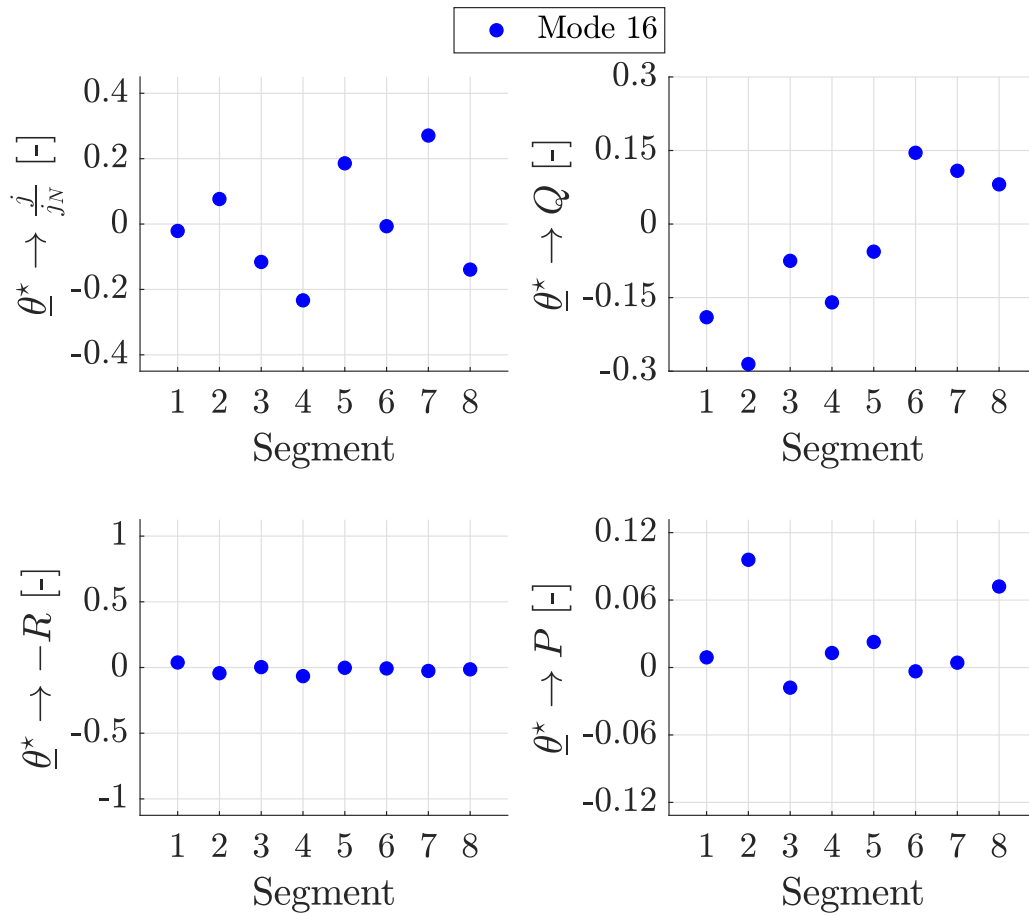 Mode 16
θ* → j/j_N [-]
0.4
0.2
0
-0.2
-0.4
1 2 3 4 5 6 7 8
Segment
θ* → Q [-]
0.3
0.15
0
-0.15
-0.3
1 2 3 4 5 6 7 8
Segment
θ* → −R [-]
1
0.5
0
-0.5
-1
1 2 3 4 5 6 7 8
Segment
θ* → P [-]
0.12
0.06
0
-0.06
-0.12
1 2 3 4 5 6 7 8
Segment